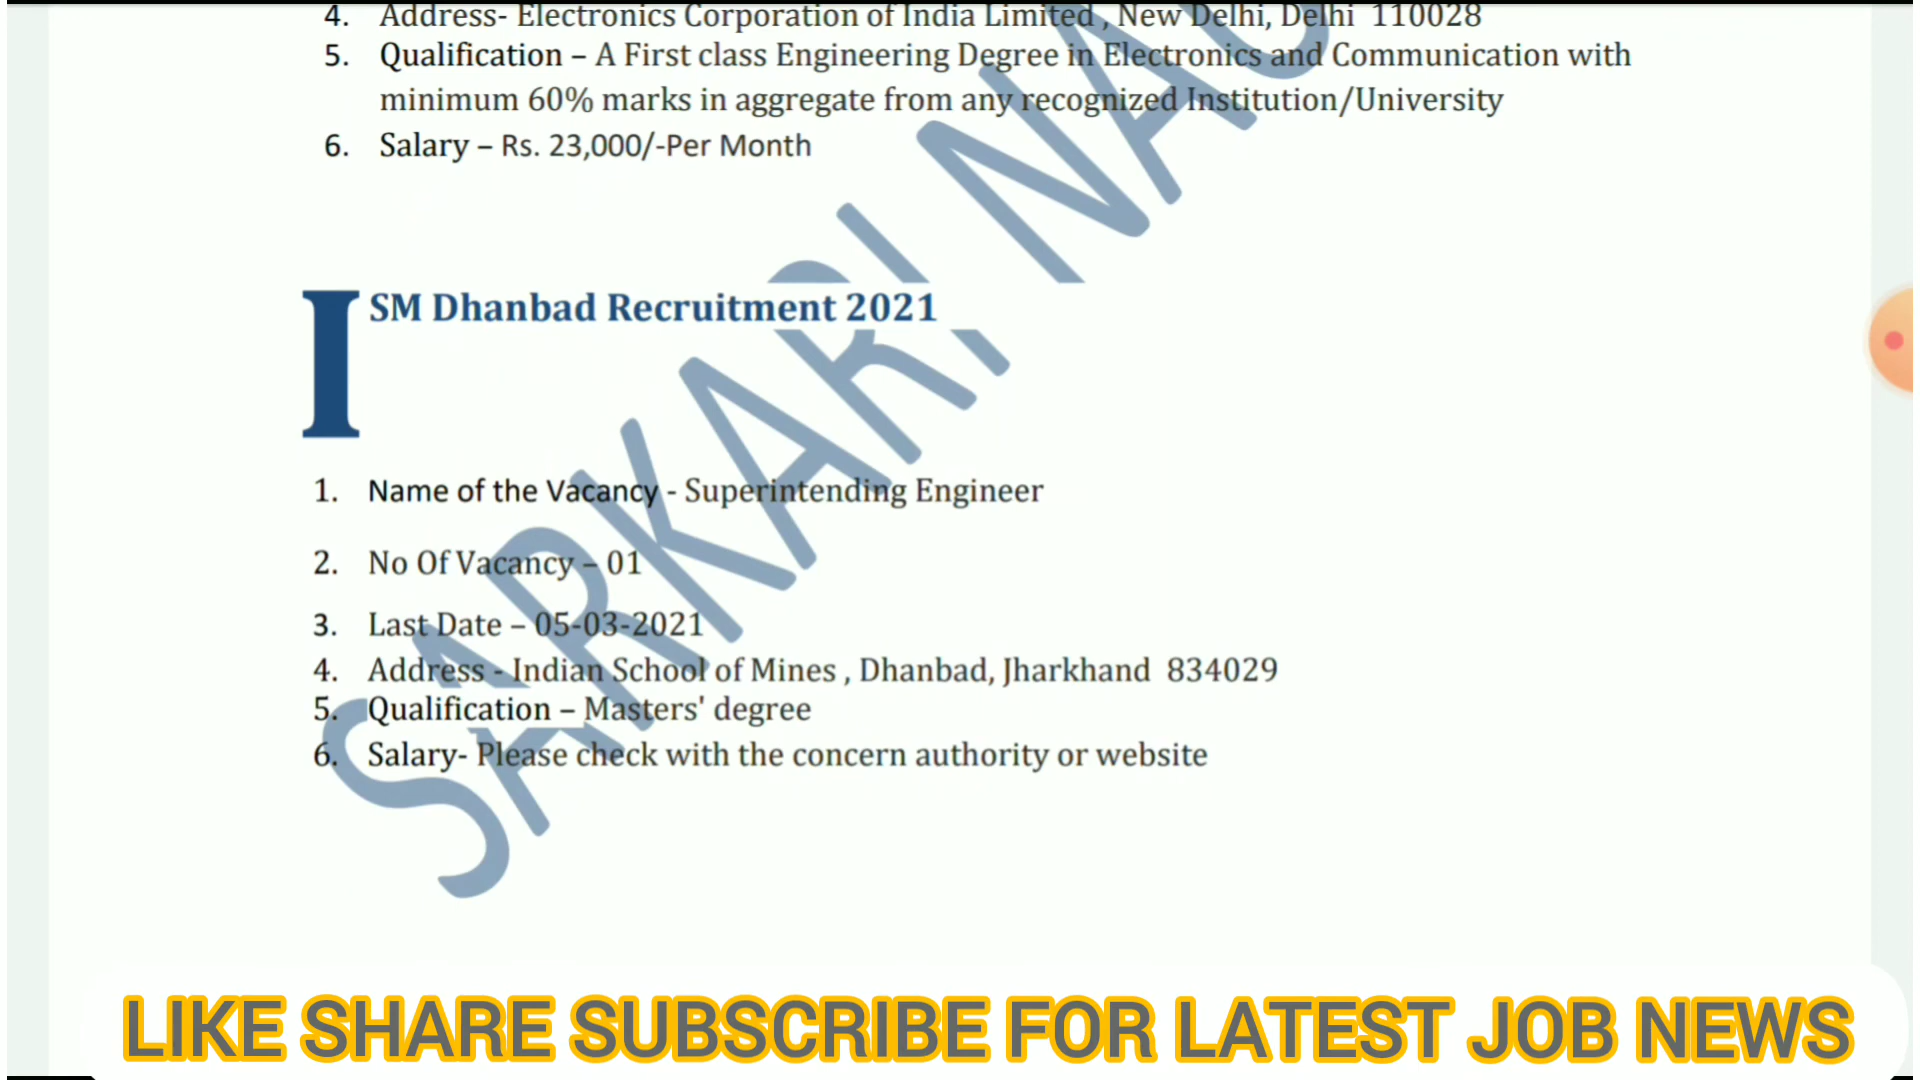 4. Address- Electronics Corporation of India Limited , New Delhi, Delhi 110028
5. Qualification – A First class Engineering Degree in Electronics and Communication with
minimum 60% marks in aggregate from any recognized Institution/University
6. Salary – Rs. 23,000/-Per Month
ISM Dhanbad Recruitment 2021
1. Name of the Vacancy - Superintending Engineer
2. No Of Vacancy – 01
3. Last Date – 05-03-2021
4. Address - Indian School of Mines , Dhanbad, Jharkhand 834029
5. Qualification – Masters' degree
6. Salary- Please check with the concern authority or website
SARKARI
LIKE SHARE SUBSCRIBE FOR LATEST JOB NEWS